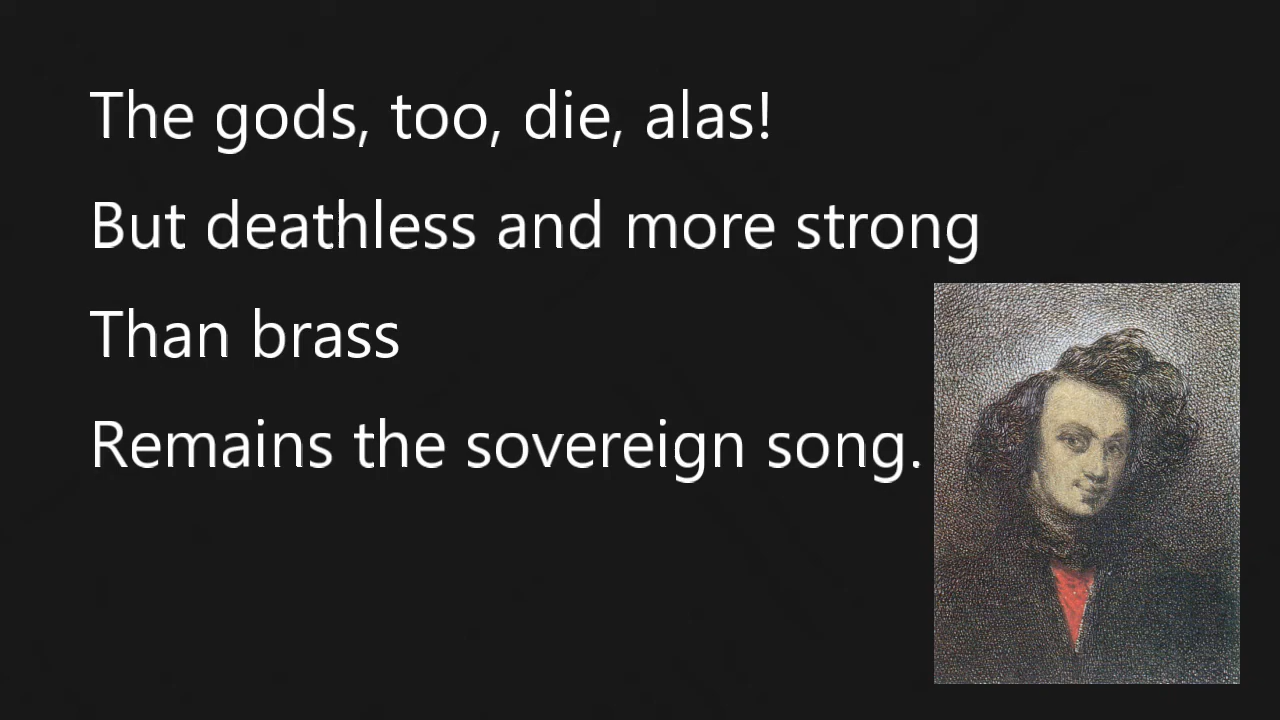 The gods, too, die, alas!
But deathless and more strong
Than brass
Remains the sovereign song.